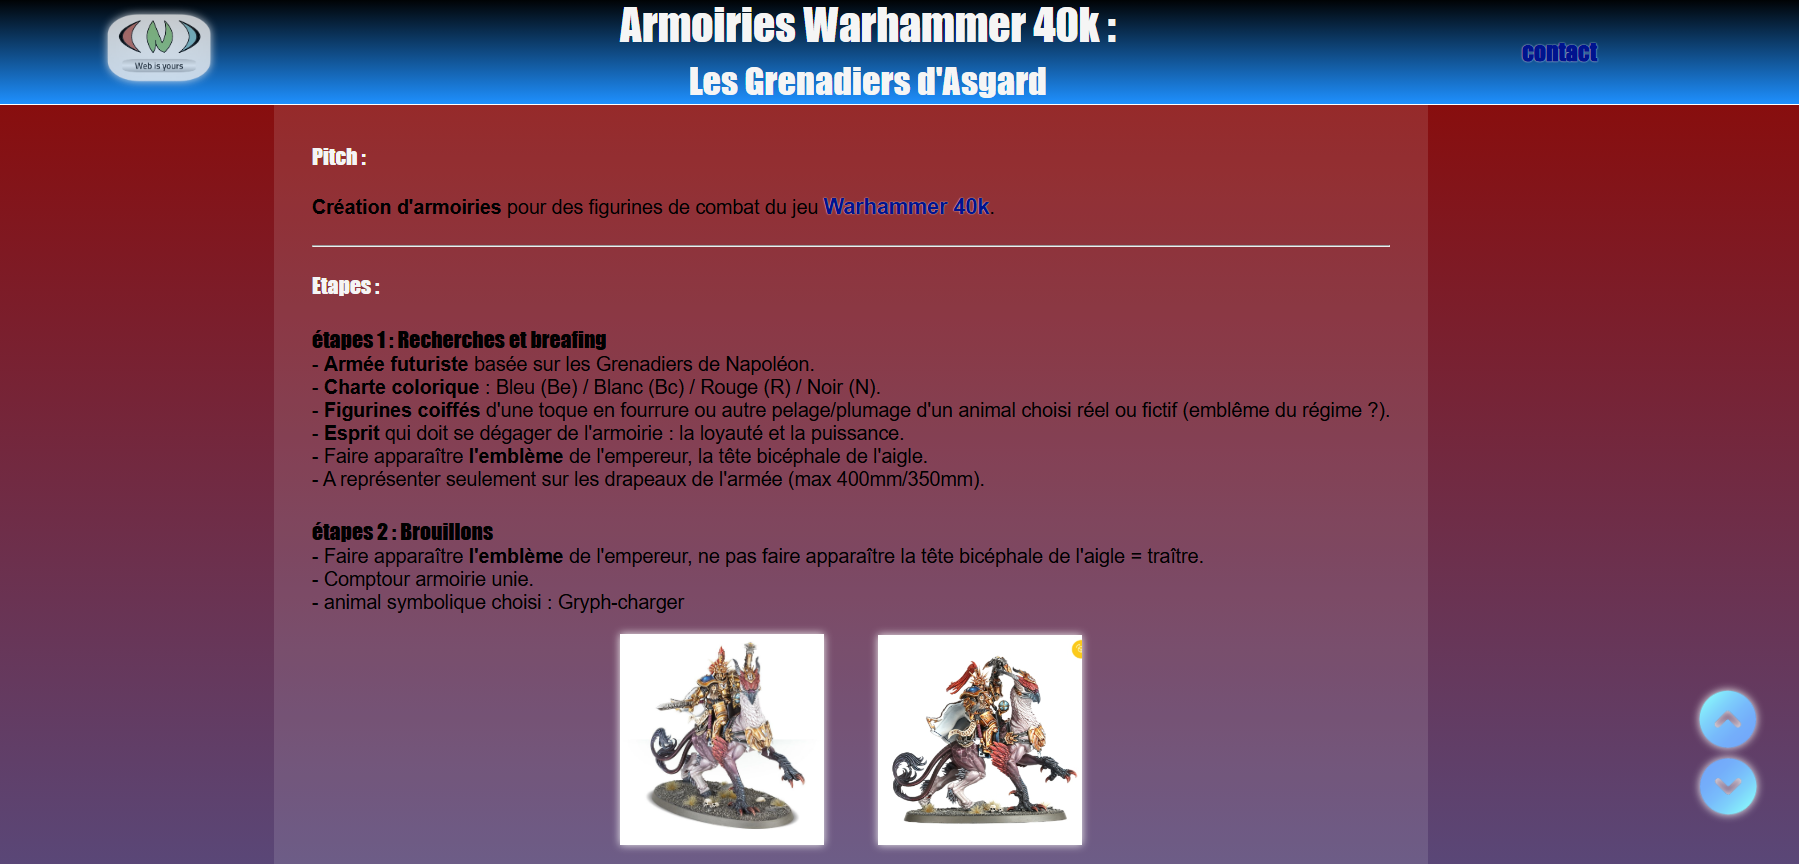 N
Web is yours
Armoiries Warhammer 40k :
Les Grenadiers d'Asgard
contact
Pitch :
Création d'armoiries pour des figurines de combat du jeu Warhammer 40k.
Etapes :
étapes 1 : Recherches et breafing
- Armée futuriste basée sur les Grenadiers de Napoléon.
- Charte colorique : Bleu (Be) / Blanc (Bc) / Rouge (R) / Noir (N).
- Figurines coiffés d'une toque en fourrure ou autre pelage/plumage d'un animal choisi réel ou fictif (emblême du régime ?).
- Esprit qui doit se dégager de l'armoirie : la loyauté et la puissance.
- Faire apparaître l'emblème de l'empereur, la tête bicéphale de l'aigle.
- A représenter seulement sur les drapeaux de l'armée (max 400mm/350mm).
étapes 2 : Brouillons
- Faire apparaître l'emblème de l'empereur, ne pas faire apparaître la tête bicéphale de l'aigle = traître.
- Comptour armoirie unie.
- animal symbolique choisi : Gryph-charger